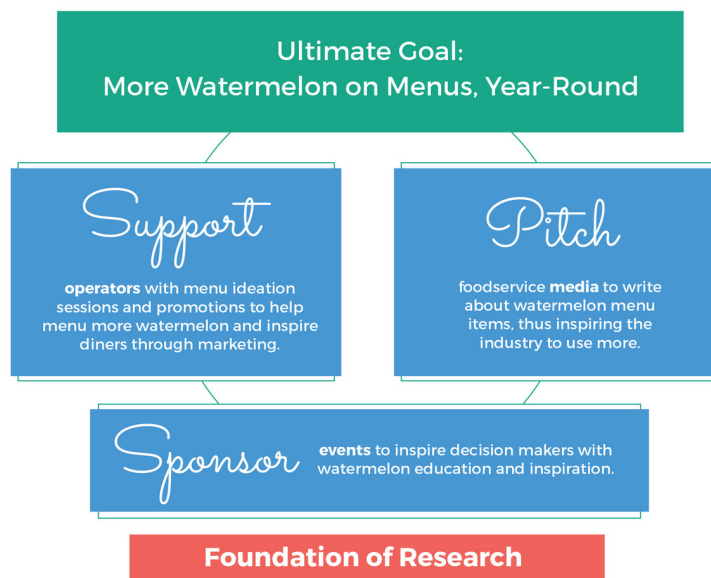 Ultimate Goal:
More Watermelon on Menus, Year-Round
Support
operators with menu ideation
sessions and promotions to help
menu more watermelon and inspire
diners through marketing.
Pitch
foodservice media to write
about watermelon menu
items, thus inspiring the
industry to use more.
Sponsor
events to inspire decision makers with
watermelon education and inspiration.
Foundation of Research